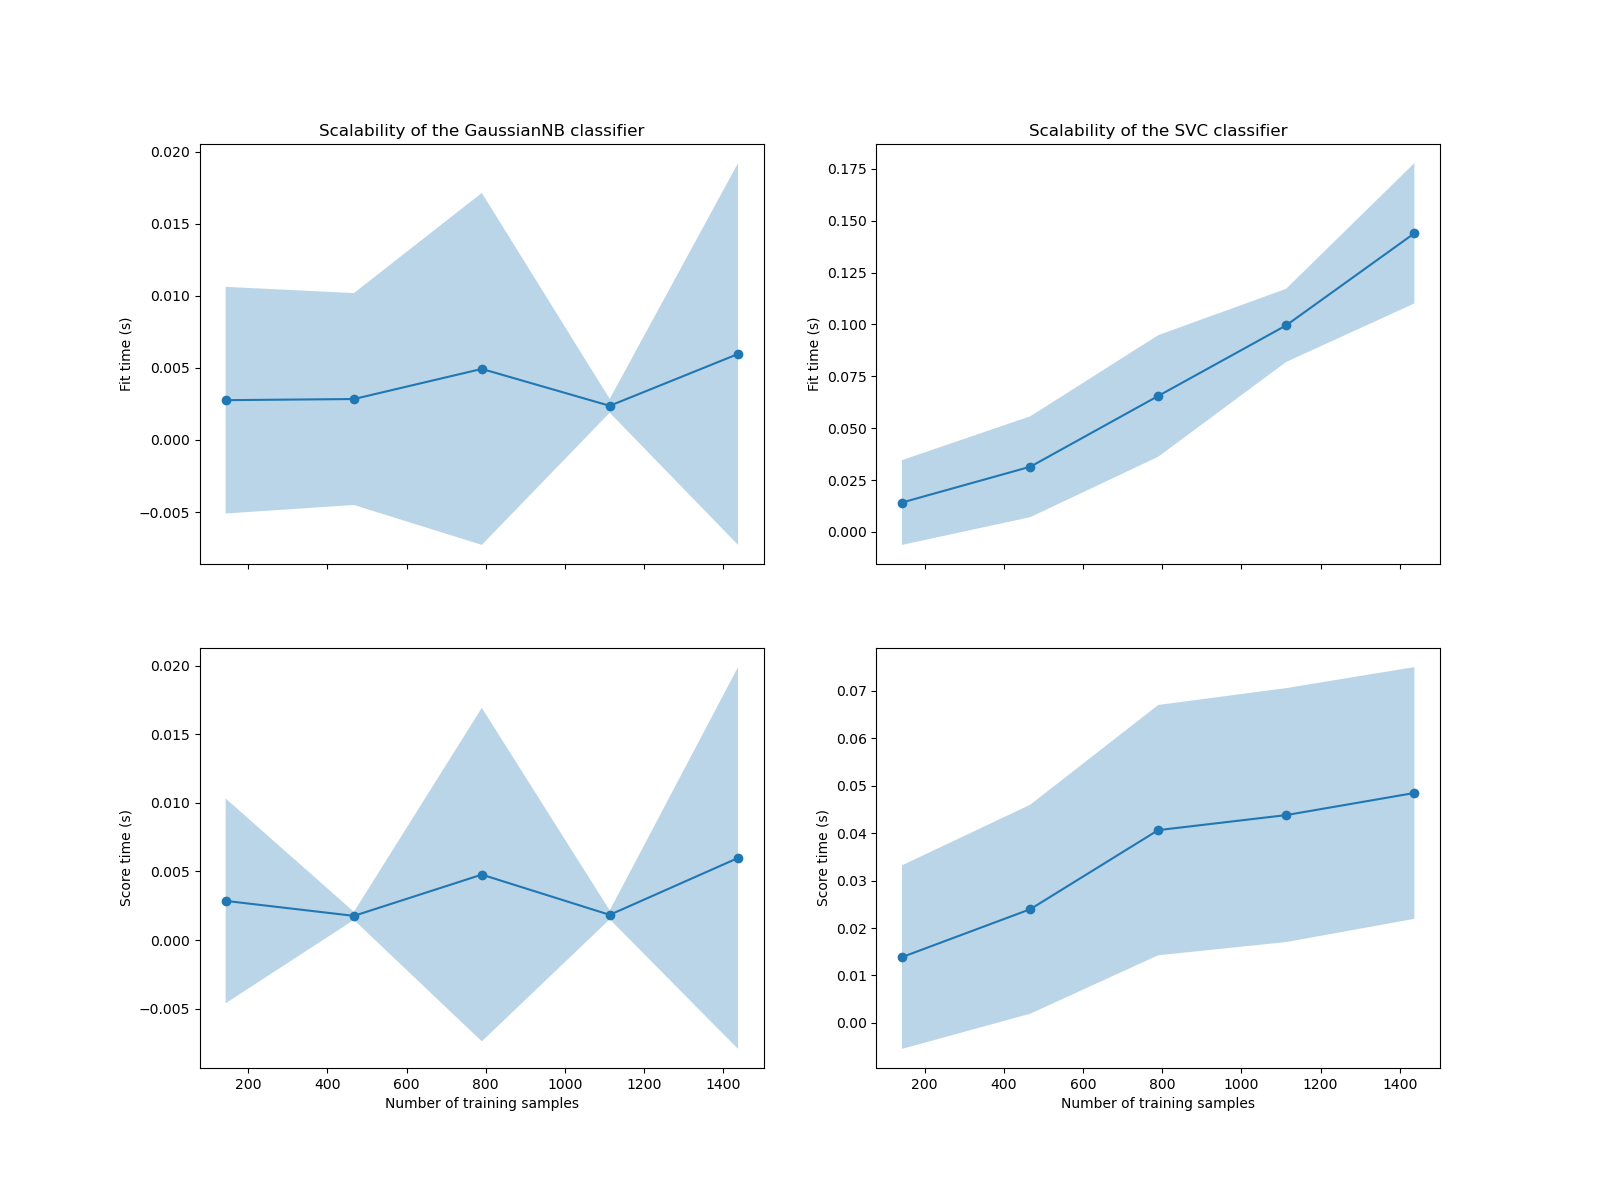 Scalability of the GaussianNB classifier
0.020
0.015
0.010
0.005
0.000
−0.005
Fit time (s)
Scalability of the SVC classifier
0.175
0.150
0.125
0.100
0.075
0.050
0.025
0.000
Fit time (s)
0.020
0.015
0.010
0.005
0.000
−0.005
Score time (s)
200 400 600 800 1000 1200 1400
Number of training samples
0.07
0.06
0.05
0.04
0.03
0.02
0.01
0.00
Score time (s)
200 400 600 800 1000 1200 1400
Number of training samples